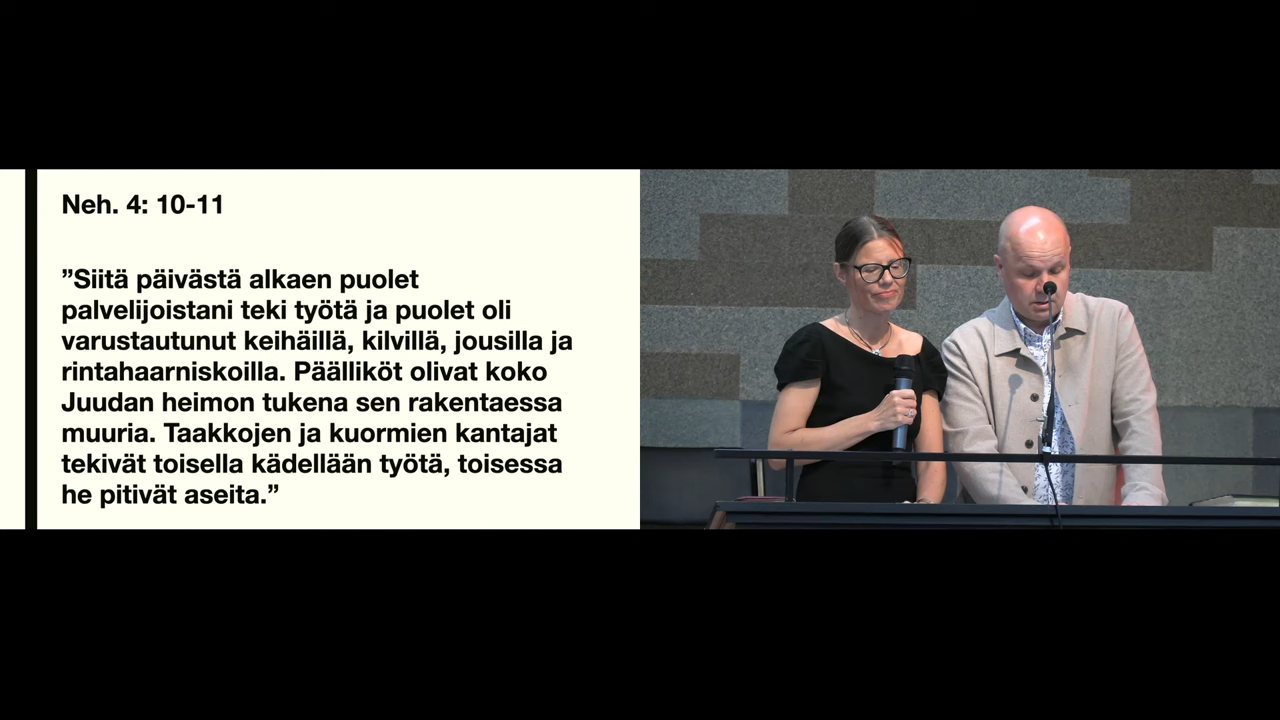 Neh. 4: 10-11
”Siitä päivästä alkaen puolet
palvelijoistani teki työtä ja puolet oli
varustautunut keihäillä, kilvillä, jousilla ja
rintahaarniskoilla. Päälliköt olivat koko
Juudan heimon tukena sen rakentaessa
muuria. Taakkojen ja kuormien kantajat
tekivät toisella kädellään työtä, toisessa
he pitivät aseita.”